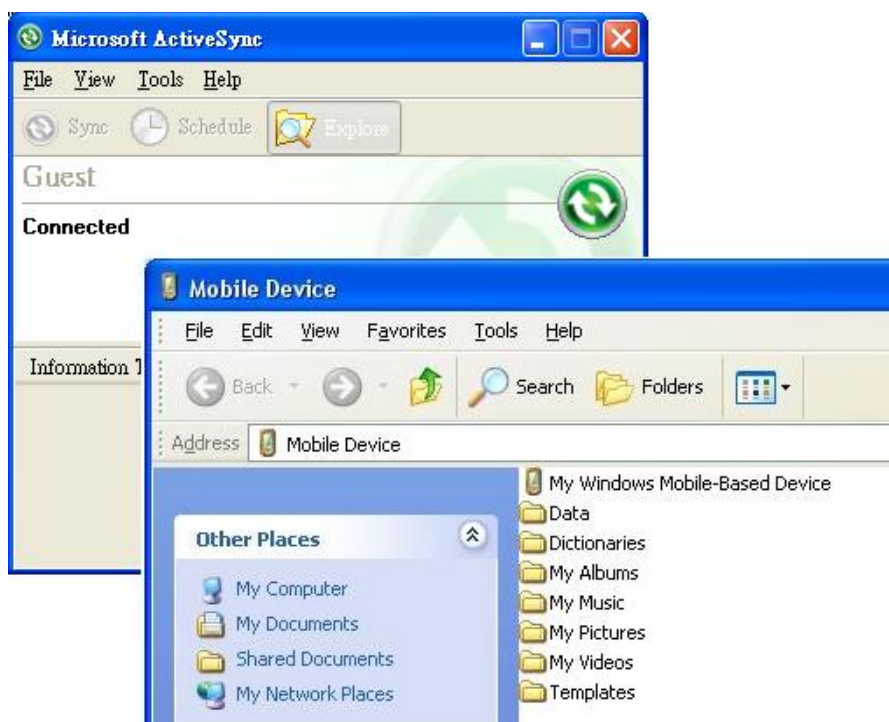 Microsoft ActiveSync
File View Tools Help
Sync Schedule Explore
Guest
Connected
Information
Mobile Device
File Edit View Favorites Tools Help
Back Search Folders
Address Mobile Device
Other Places
My Computer
My Documents
Shared Documents
My Network Places
My Windows Mobile-Based Device
Data
Dictionaries
My Albums
My Music
My Pictures
My Videos
Templates